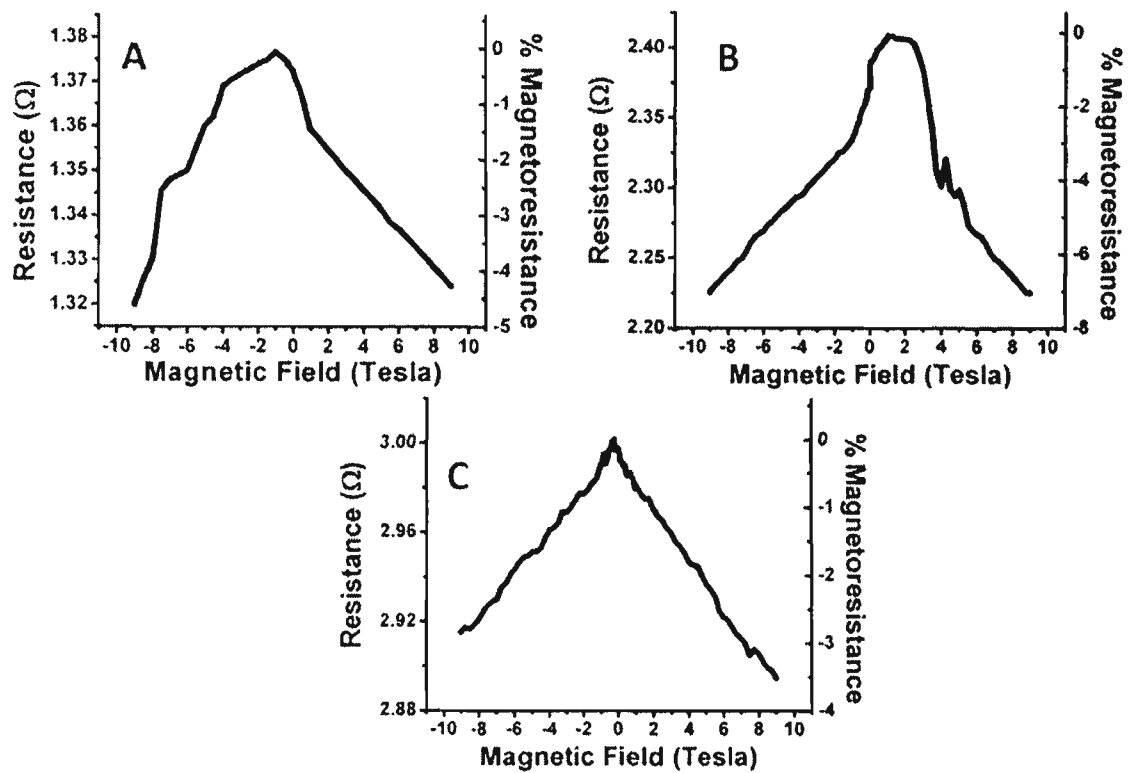 A
Resistance (Ω)
1.38
1.37
1.36
1.35
1.34
1.33
1.32
0
-1
-2
-3
-4
-5
% Magnetoresistance
-10 -8 -6 -4 -2 0 2 4 6 8 10
Magnetic Field (Tesla)
B
Resistance (Ω)
2.40
2.35
2.30
2.25
2.20
0
-2
-4
-6
-8
% Magnetoresistance
-10 -8 -6 -4 -2 0 2 4 6 8 10
Magnetic Field (Tesla)
C
Resistance (Ω)
3.00
2.96
2.92
2.88
0
-1
-2
-3
-4
% Magnetoresistance
-10 -8 -6 -4 -2 0 2 4 6 8 10
Magnetic Field (Tesla)